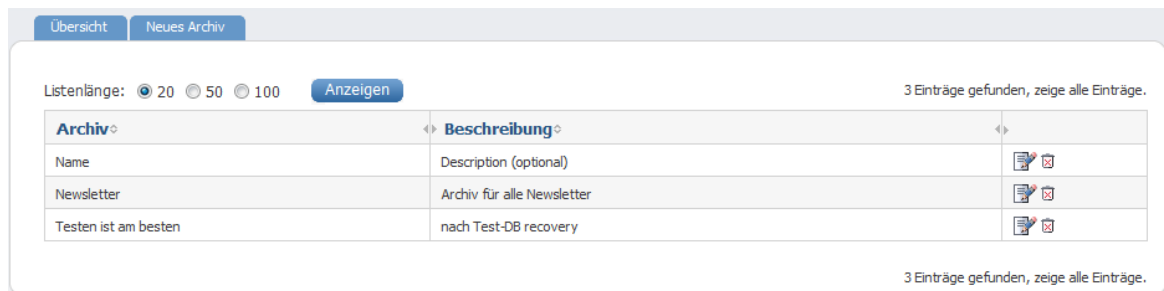 Übersicht Neues Archiv
Listenlänge: 20 50 100 Anzeigen 3 Einträge gefunden, zeige alle Einträge.
Archiv Beschreibung
Name Description (optional)
Newsletter Archiv für alle Newsletter
Testen ist am besten nach Test-DB recovery
3 Einträge gefunden, zeige alle Einträge.